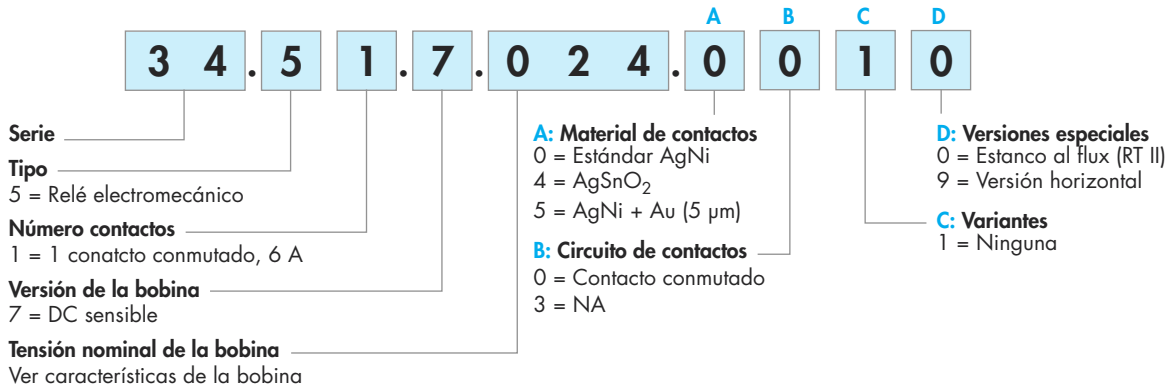 A B C D
3 4 . 5 1 . 7 . 0 2 4 . 0 0 1 0
Serie
Tipo
5 = Relé electromecánico
Número contactos
1 = 1 conatcto conmutado, 6 A
Versión de la bobina
7 = DC sensible
Tensión nominal de la bobina
Ver características de la bobina
A: Material de contactos
0 = Estándar AgNi
4 = AgSnO₂
5 = AgNi + Au (5 µm)
B: Circuito de contactos
0 = Contacto conmutado
3 = NA
D: Versiones especiales
0 = Estanco al flux (RT II)
9 = Versión horizontal
C: Variantes
1 = Ninguna